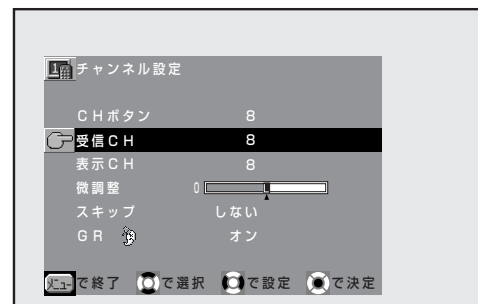 チャンネル設定
CHボタン 8
受信CH 8
表示CH 8
微調整 0
スキップ しない
GR オン
メニューで終了 で選択 で設定 で決定